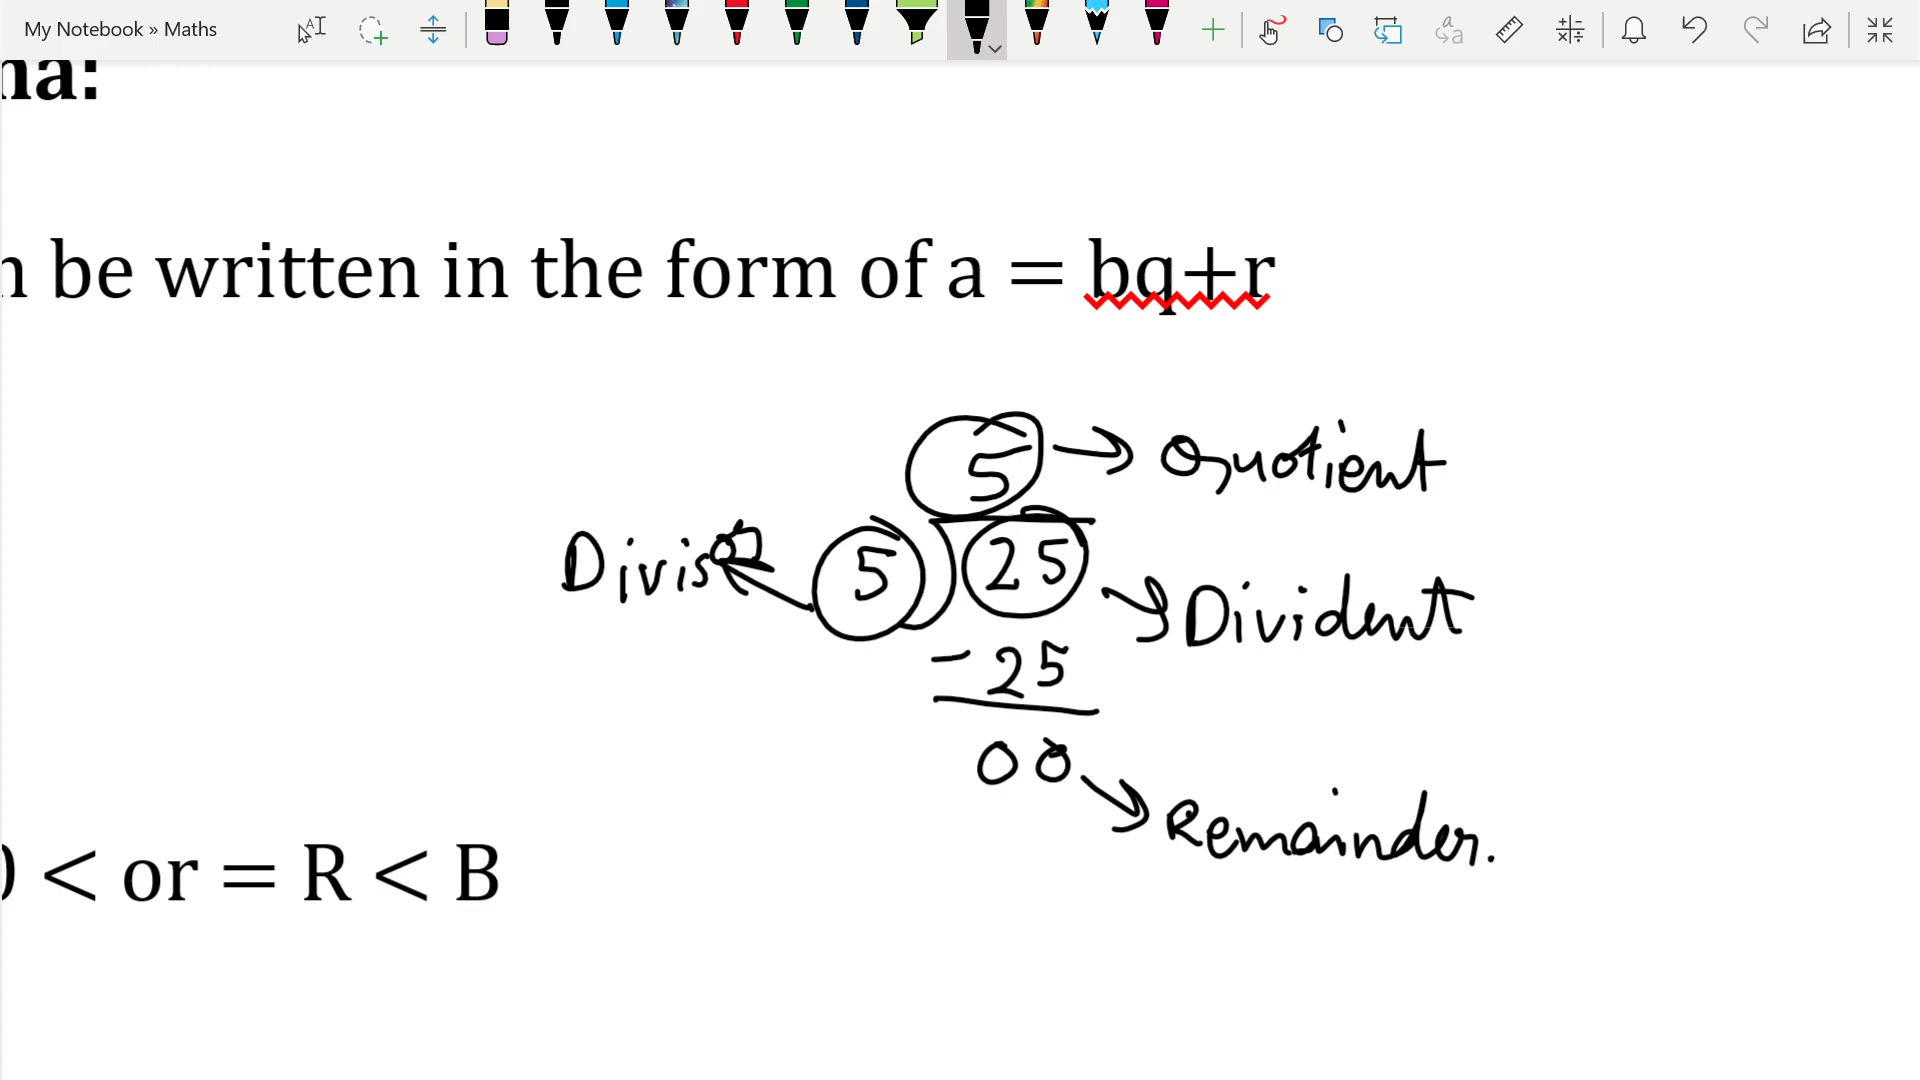 My Notebook » Maths
na:
n be written in the form of a = bq+r
5 → Quotient
Divisor 5 25
Divident
- 25
00
Remainder.
0 < or = R < B